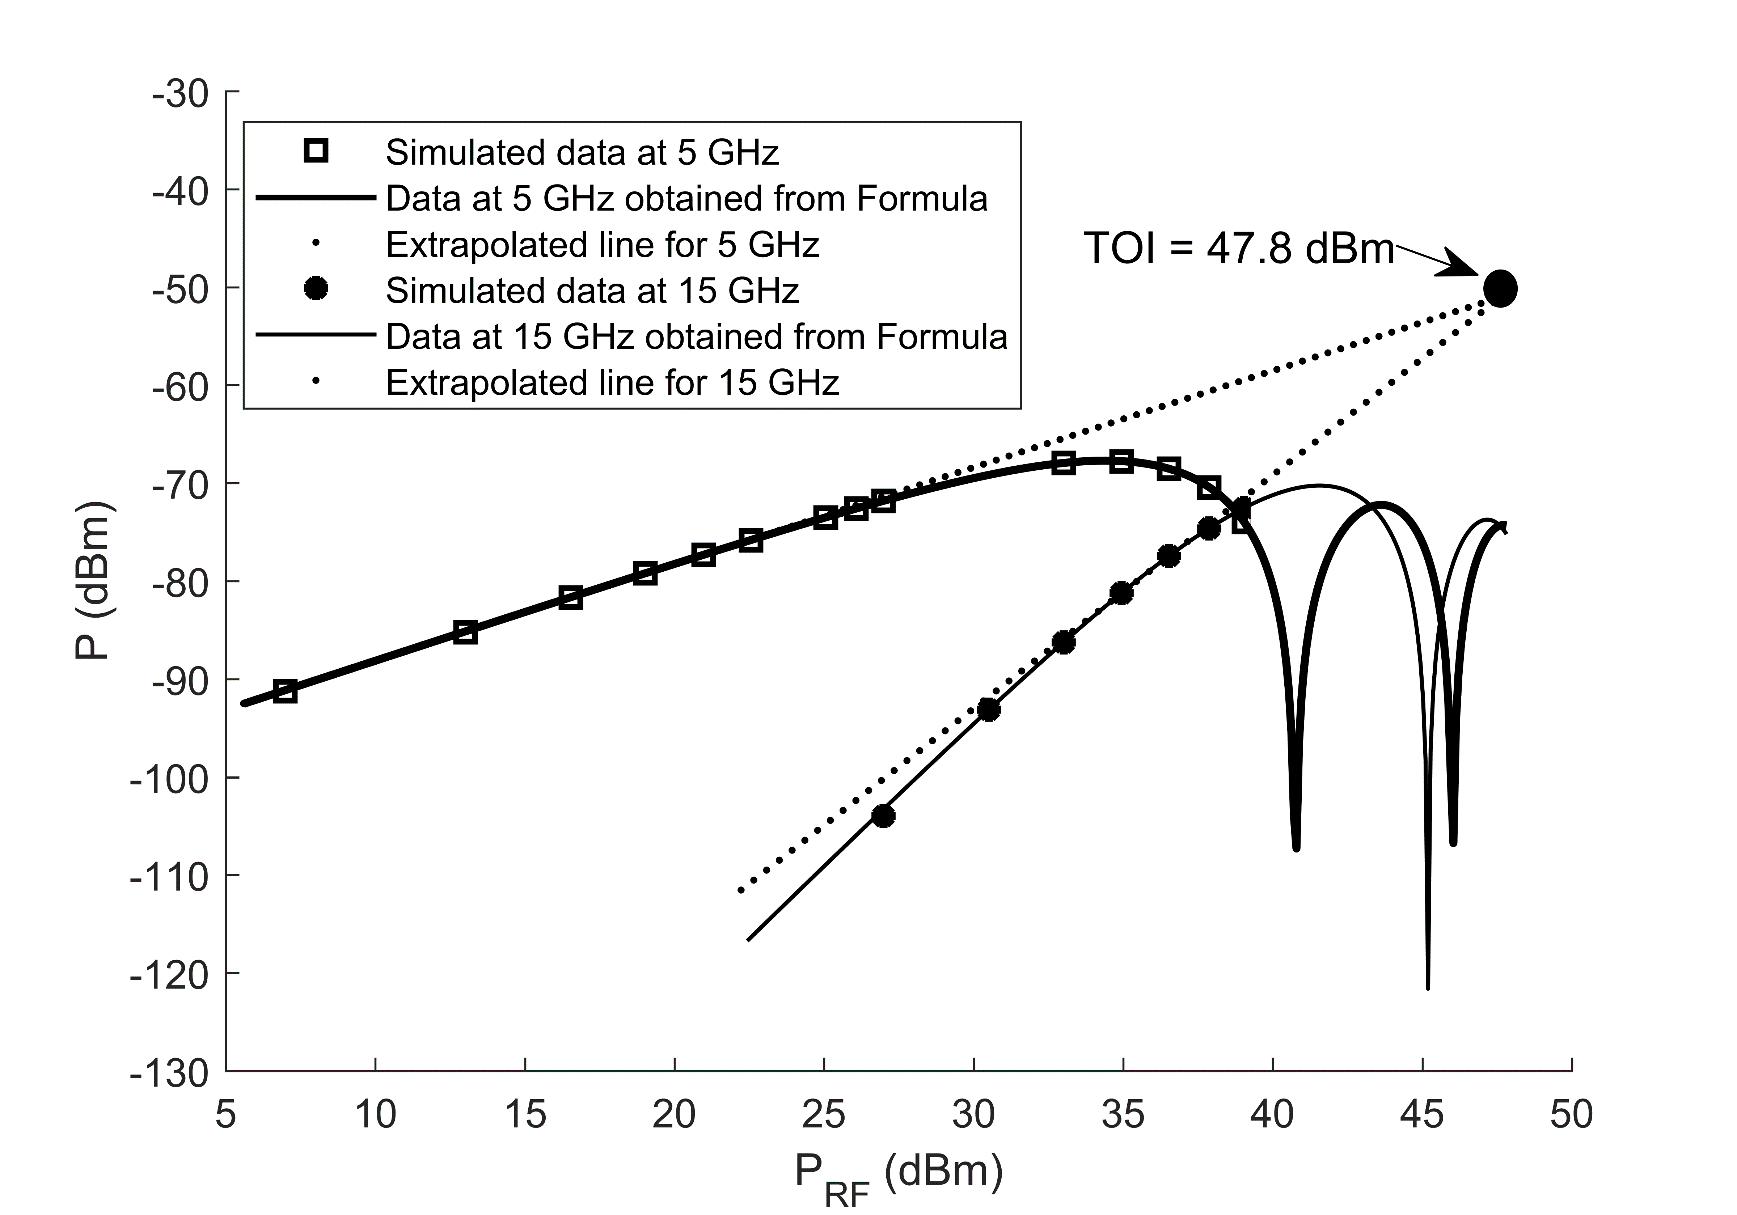 -30
-40
-50
-60
-70
-80
-90
-100
-110
-120
-130
P (dBm)
Simulated data at 5 GHz
Data at 5 GHz obtained from Formula
Extrapolated line for 5 GHz
Simulated data at 15 GHz
Data at 15 GHz obtained from Formula
Extrapolated line for 15 GHz
TOI = 47.8 dBm
5 10 15 20 25 30 35 40 45 50
P_RF (dBm)